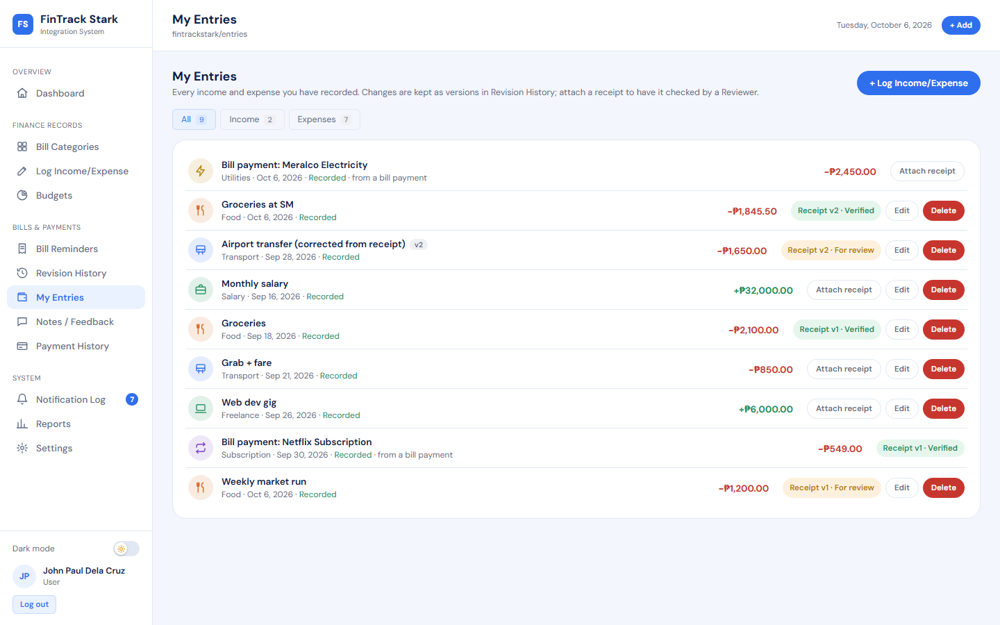 FS
FinTrack Stark
Integration System
OVERVIEW
Dashboard
FINANCE RECORDS
Bill Categories
Log Income/Expense
Budgets
BILLS & PAYMENTS
Bill Reminders
Revision History
My Entries
Notes / Feedback
Payment History
SYSTEM
Notification Log 7
Reports
Settings
Dark mode
JP
John Paul Dela Cruz
User
Log out
My Entries
fintrackstark/entries
Tuesday, October 6, 2026
+ Add
My Entries
Every income and expense you have recorded. Changes are kept as versions in Revision History; attach a receipt to have it checked by a Reviewer.
+ Log Income/Expense
All 9
Income 2
Expenses 7
Bill payment: Meralco Electricity
Utilities · Oct 6, 2026 · Recorded · from a bill payment
-₱2,450.00
Attach receipt
Groceries at SM
Food · Oct 6, 2026 · Recorded
-₱1,845.50
Receipt v2 · Verified
Edit
Delete
Airport transfer (corrected from receipt) v2
Transport · Sep 28, 2026 · Recorded
-₱1,650.00
Receipt v2 · For review
Edit
Delete
Monthly salary
Salary · Sep 16, 2026 · Recorded
+₱32,000.00
Attach receipt
Edit
Delete
Groceries
Food · Sep 18, 2026 · Recorded
-₱2,100.00
Receipt v1 · Verified
Edit
Delete
Grab + fare
Transport · Sep 21, 2026 · Recorded
-₱850.00
Attach receipt
Edit
Delete
Web dev gig
Freelance · Sep 26, 2026 · Recorded
+₱6,000.00
Attach receipt
Edit
Delete
Bill payment: Netflix Subscription
Subscription · Sep 30, 2026 · Recorded · from a bill payment
-₱549.00
Receipt v1 · Verified
Weekly market run
Food · Oct 6, 2026 · Recorded
-₱1,200.00
Receipt v1 · For review
Edit
Delete